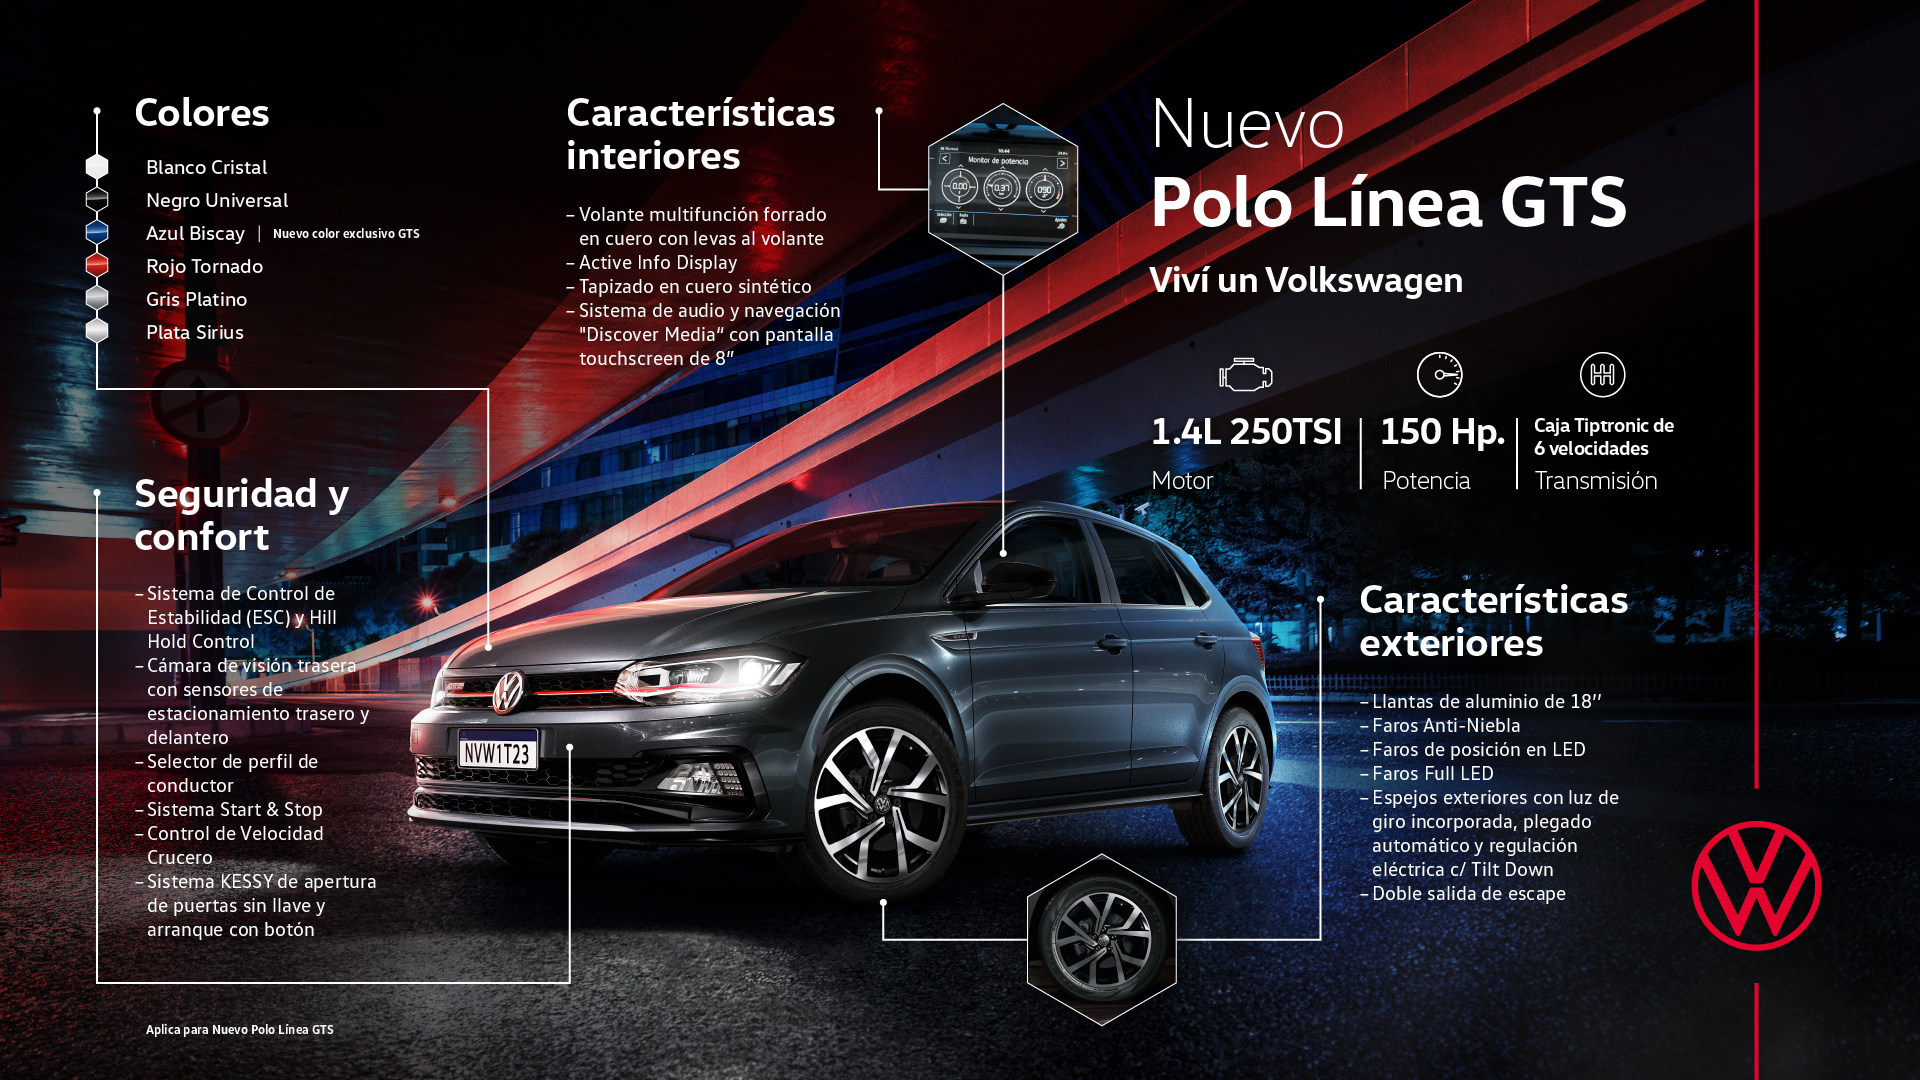 Colores
Blanco Cristal
Negro Universal
Azul Biscay | Nuevo color exclusivo GTS
Rojo Tornado
Gris Platino
Plata Sirius
Características
interiores
– Volante multifunción forrado
en cuero con levas al volante
– Active Info Display
– Tapizado en cuero sintético
– Sistema de audio y navegación
"Discover Media“ con pantalla
touchscreen de 8”
10:44
Monitor de potencia
0.00
0.37
090
Nuevo
Polo Línea GTS
Viví un Volkswagen
1.4L 250TSI
Motor
150 Hp.
Potencia
Caja Tiptronic de
6 velocidades
Transmisión
Seguridad y
confort
– Sistema de Control de
Estabilidad (ESC) y Hill
Hold Control
– Cámara de visión trasera
con sensores de
estacionamiento trasero y
delantero
– Selector de perfil de
conductor
– Sistema Start & Stop
– Control de Velocidad
Crucero
– Sistema KESSY de apertura
de puertas sin llave y
arranque con botón
NVW1T23
Características
exteriores
– Llantas de aluminio de 18’’
– Faros Anti-Niebla
– Faros de posición en LED
– Faros Full LED
– Espejos exteriores con luz de
giro incorporada, plegado
automático y regulación
eléctrica c/ Tilt Down
– Doble salida de escape
Aplica para Nuevo Polo Línea GTS